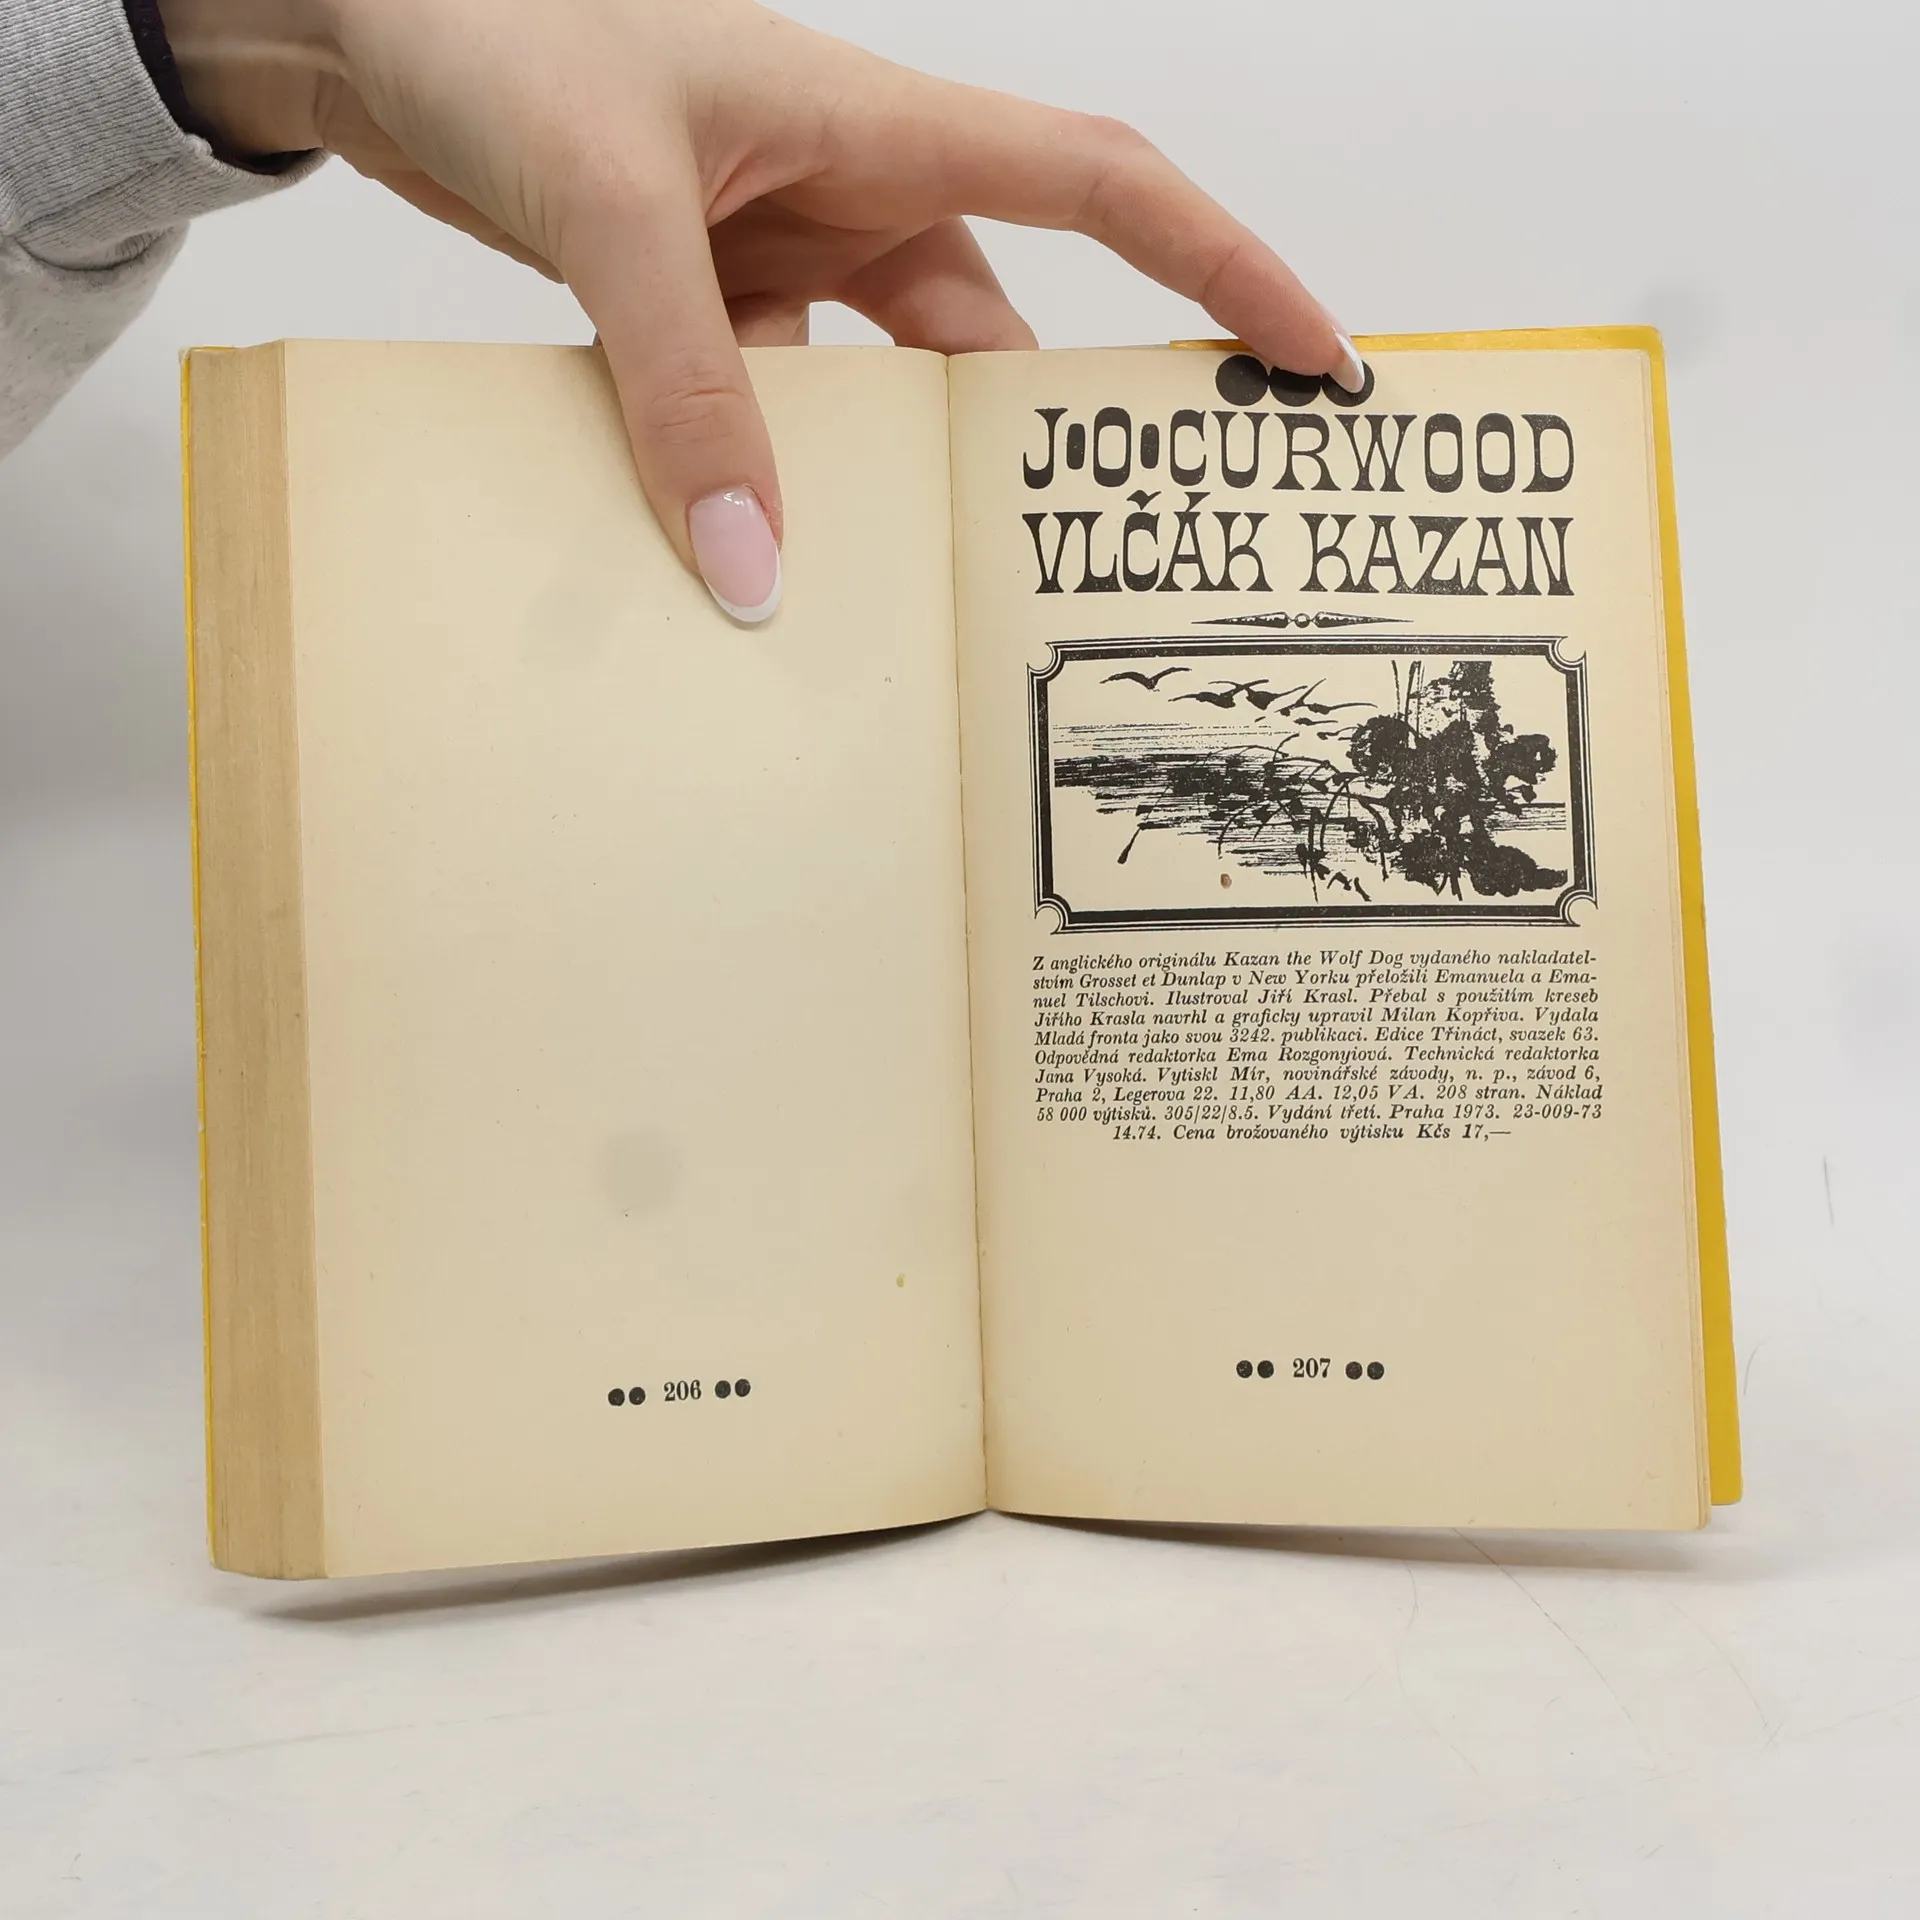 J·O·CURWOOD
VLČÁK KAZAN
Z anglického originálu Kazan the Wolf Dog vydaného nakladatel-
stvím Grosset et Dunlap v New Yorku přeložili Emanuela a Ema-
nuel Tilschovi. Ilustroval Jiří Krasl. Přebal s použitím kreseb
Jiřího Krasla navrhl a graficky upravil Milan Kopřiva. Vydala
Mladá fronta jako svou 3242. publikaci. Edice Třináct, svazek 63.
Odpovědná redaktorka Ema Rozgonyiová. Technická redaktorka
Jana Vysoká. Vytiskl Mír, novinářské závody, n. p., závod 6,
Praha 2, Legerova 22. 11,80 AA. 12,05 VA. 208 stran. Náklad
58 000 výtisků. 305/22/8.5. Vydání třetí. Praha 1973. 23-009-73
14.74. Cena brožovaného výtisku Kčs 17,—
●● 206 ●●
●● 207 ●●